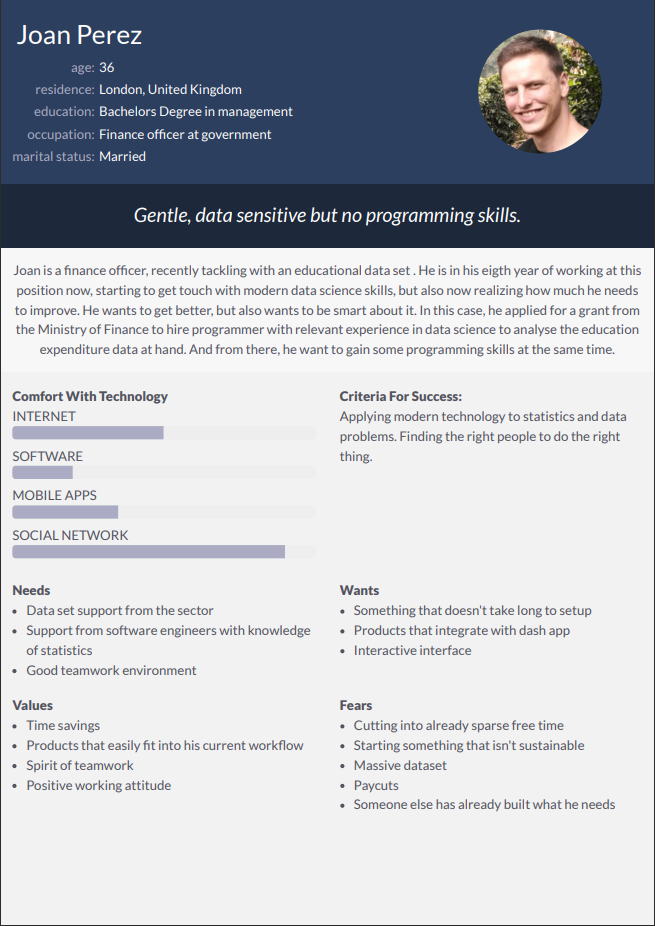 Joan Perez
age: 36
residence: London, United Kingdom
education: Bachelors Degree in management
occupation: Finance officer at government
marital status: Married
Gentle, data sensitive but no programming skills.
Joan is a finance officer, recently tackling with an educational data set . He is in his eigth year of working at this
position now, starting to get touch with modern data science skills, but also now realizing how much he needs
to improve. He wants to get better, but also wants to be smart about it. In this case, he applied for a grant from
the Ministry of Finance to hire programmer with relevant experience in data science to analyse the education
expenditure data at hand. And from there, he want to gain some programming skills at the same time.
Comfort With Technology
INTERNET
SOFTWARE
MOBILE APPS
SOCIAL NETWORK
Criteria For Success:
Applying modern technology to statistics and data
problems. Finding the right people to do the right
thing.
Needs
• Data set support from the sector
• Support from software engineers with knowledge
of statistics
• Good teamwork environment
Wants
• Something that doesn't take long to setup
• Products that integrate with dash app
• Interactive interface
Values
• Time savings
• Products that easily fit into his current workflow
• Spirit of teamwork
• Positive working attitude
Fears
• Cutting into already sparse free time
• Starting something that isn't sustainable
• Massive dataset
• Paycuts
• Someone else has already built what he needs